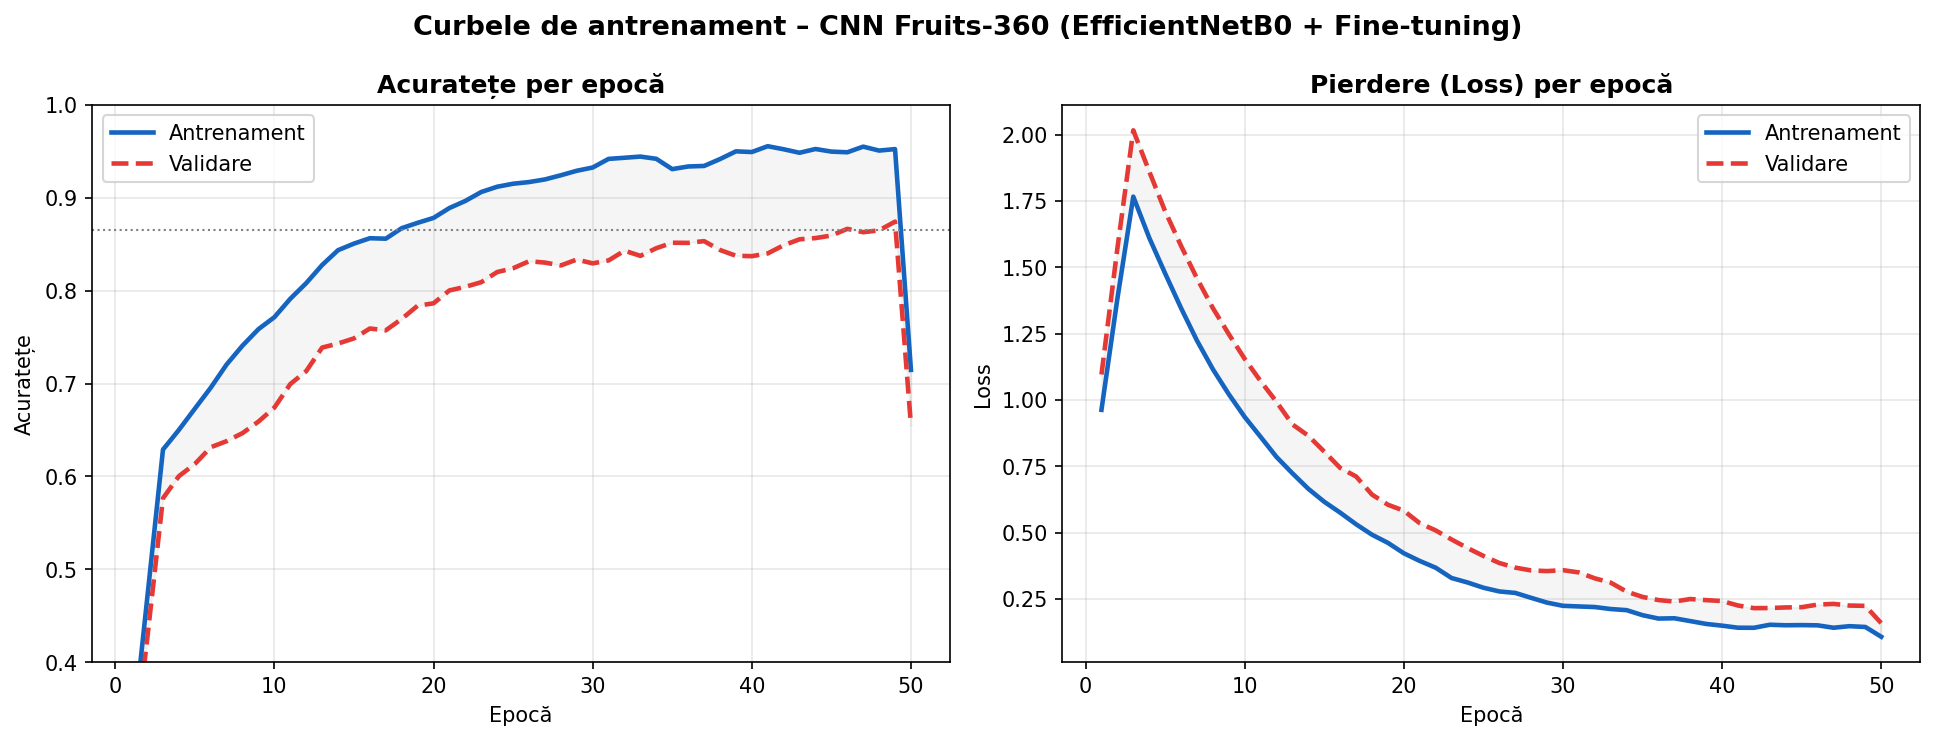 Curbele de antrenament – CNN Fruits-360 (EfficientNetB0 + Fine-tuning)
Acuratețe per epocă
1.0
0.9
0.8
0.7
0.6
0.5
0.4
Acuratețe
Antrenament
Validare
0 10 20 30 40 50
Epocă
Pierdere (Loss) per epocă
2.00
1.75
1.50
1.25
1.00
0.75
0.50
0.25
Loss
Antrenament
Validare
0 10 20 30 40 50
Epocă